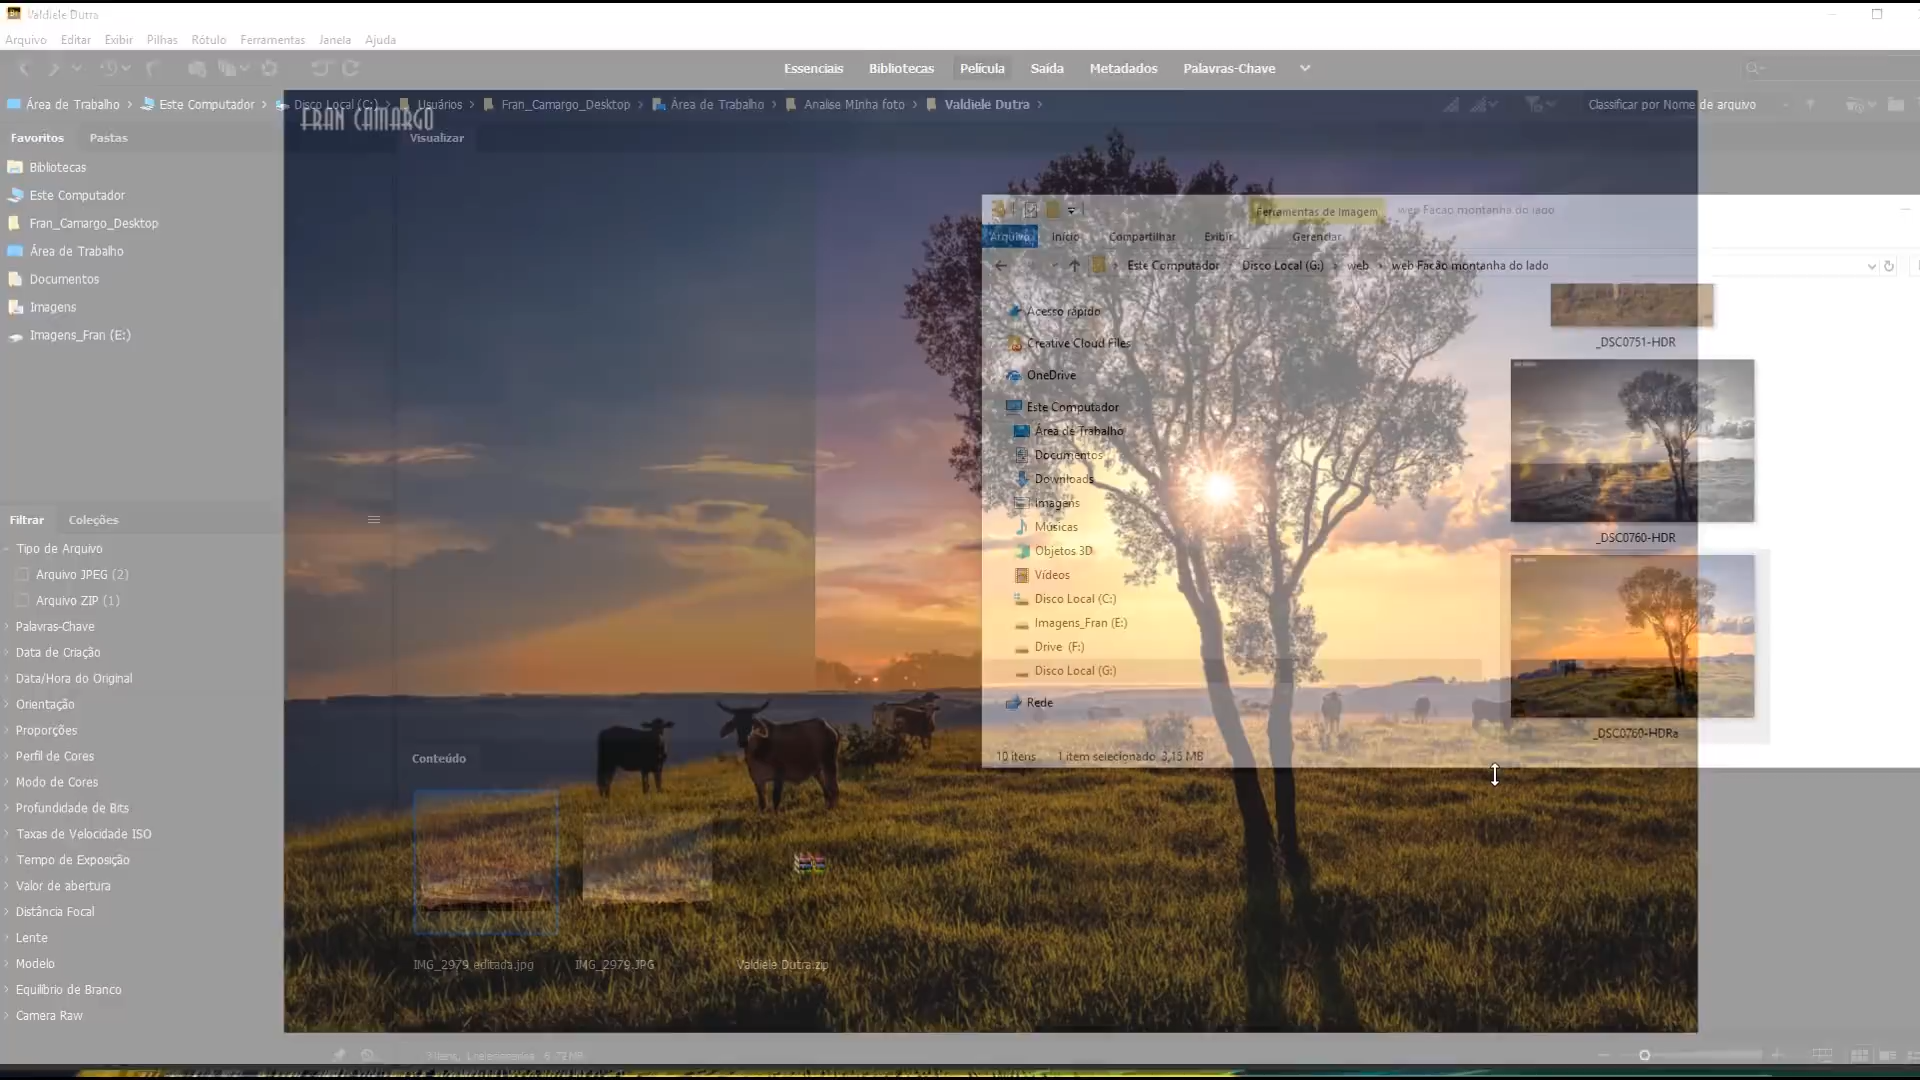 Valdiele Dutra
Arquivo Editar Exibir Pilhas Rótulo Ferramentas Janela Ajuda
Essenciais Bibliotecas Película Saída Metadados Palavras-Chave
Área de Trabalho Este Computador Disco Local (C:) Usuários Fran_Camargo_Desktop Área de Trabalho Analise MInha foto Valdiele Dutra Classificar por Nome de arquivo
FRAN CAMARGO
Favoritos Pastas Visualizar
Bibliotecas
Este Computador
Fran_Camargo_Desktop
Área de Trabalho
Documentos
Imagens
Imagens_Fran (E:)
Filtrar Coleções
Tipo de Arquivo
Arquivo JPEG (2)
Arquivo ZIP (1)
Palavras-Chave
Data de Criação
Data/Hora do Original
Orientação
Proporções
Perfil de Cores
Modo de Cores
Profundidade de Bits
Taxas de Velocidade ISO
Tempo de Exposição
Valor de abertura
Distância Focal
Lente
Modelo
Equilíbrio de Branco
Camera Raw
Conteúdo
IMG_2979 editada.jpg IMG_2979.JPG Valdiele Dutra.zip
Ferramentas de Imagem web Facão montanha do lado
Arquivo Início Compartilhar Exibir Gerenciar
Este Computador Disco Local (G:) web web Facão montanha do lado
Acesso rápido
Creative Cloud Files
OneDrive
Este Computador
Área de Trabalho
Documentos
Downloads
Imagens
Músicas
Objetos 3D
Vídeos
Disco Local (C:)
Imagens_Fran (E:)
Drive (F:)
Disco Local (G:)
Rede
_DSC0751-HDR
_DSC0760-HDR
_DSC0760-HDRa
10 itens 1 item selecionado 3,15 MB